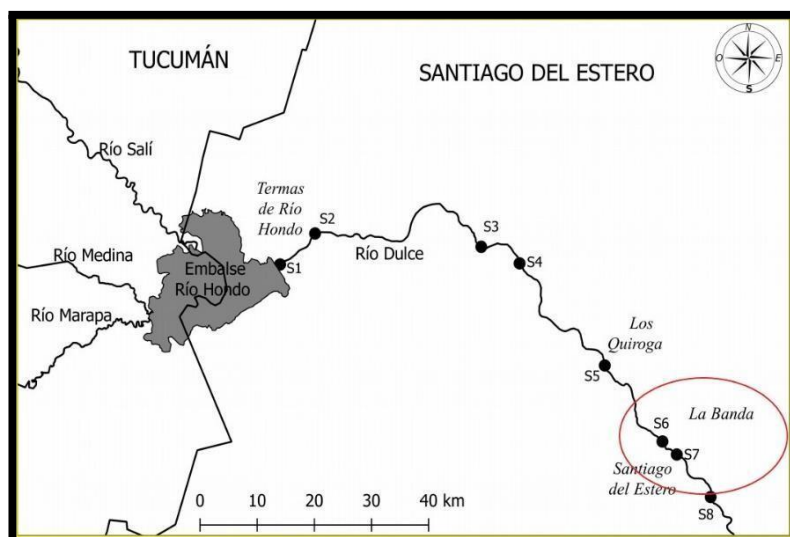 TUCUMÁN
SANTIAGO DEL ESTERO
N
O
E
S
Río Salí
Termas
de Río
Hondo
S2
S3
Río Dulce
S4
S1
Río Medina
Embalse
Río Hondo
Río Marapa
Los
Quiroga
S5
La Banda
S6
S7
Santiago
del Estero
S8
0
10
20
30
40 km